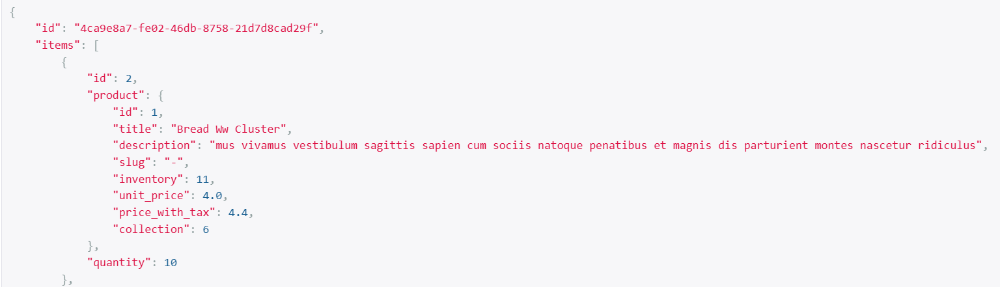 {
    "id": "4ca9e8a7-fe02-46db-8758-21d7d8cad29f",
    "items": [
        {
            "id": 2,
            "product": {
                "id": 1,
                "title": "Bread Ww Cluster",
                "description": "mus vivamus vestibulum sagittis sapien cum sociis natoque penatibus et magnis dis parturient montes nascetur ridiculus",
                "slug": "-",
                "inventory": 11,
                "unit_price": 4.0,
                "price_with_tax": 4.4,
                "collection": 6
            },
            "quantity": 10
        },